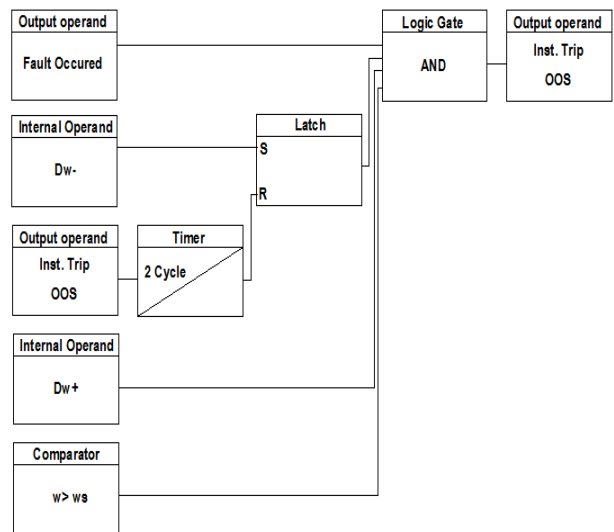 Output operand
Fault Occured
Logic Gate
AND
Output operand
Inst. Trip
OOS
Internal Operand
Dw-
Latch
S
R
Output operand
Inst. Trip
OOS
Timer
2 Cycle
Internal Operand
Dw+
Comparator
w> ws